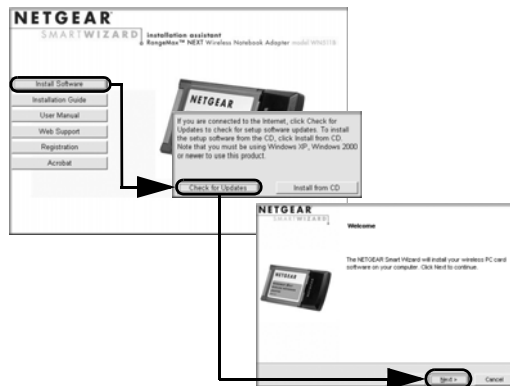 NETGEAR
SMARTWIZARD
installation assistant
RangeMax™ NEXT Wireless Notebook Adapter model WN511B
Install Software
Installation Guide
User Manual
Web Support
Registration
Acrobat
NETGEAR
If you are connected to the Internet, click Check for
Updates to check for setup software updates. To install
the setup software from the CD, click Install from CD.
Note that you must be using Windows XP, Windows 2000
or newer to use this product.
Check for Updates
Install from CD
NETGEAR
SMARTWIZARD
Welcome
The NETGEAR Smart Wizard will install your wireless PC card
software on your computer. Click Next to continue.
NETGEAR
Next >
Cancel